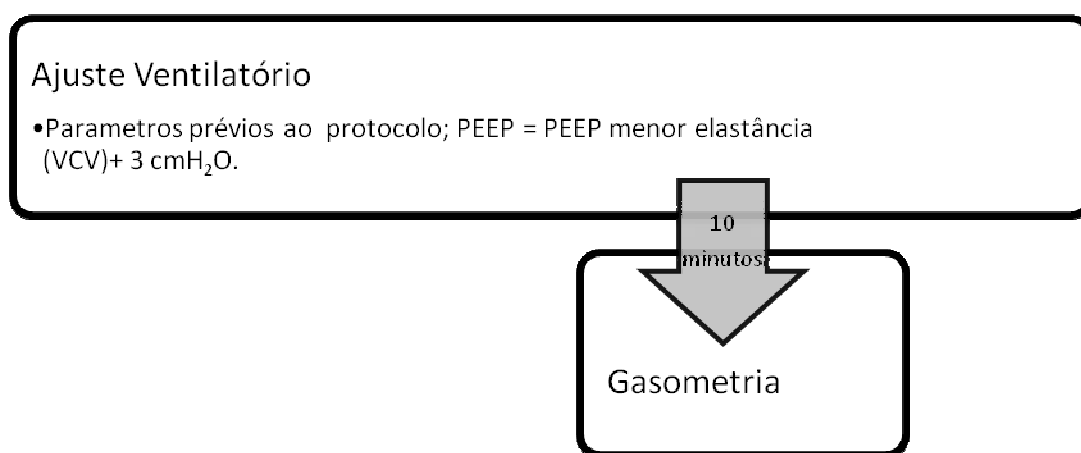 Ajuste Ventilatório
•Parametros prévios ao protocolo; PEEP = PEEP menor elastância
(VCV)+ 3 cmH₂O.
10
minutos
Gasometria